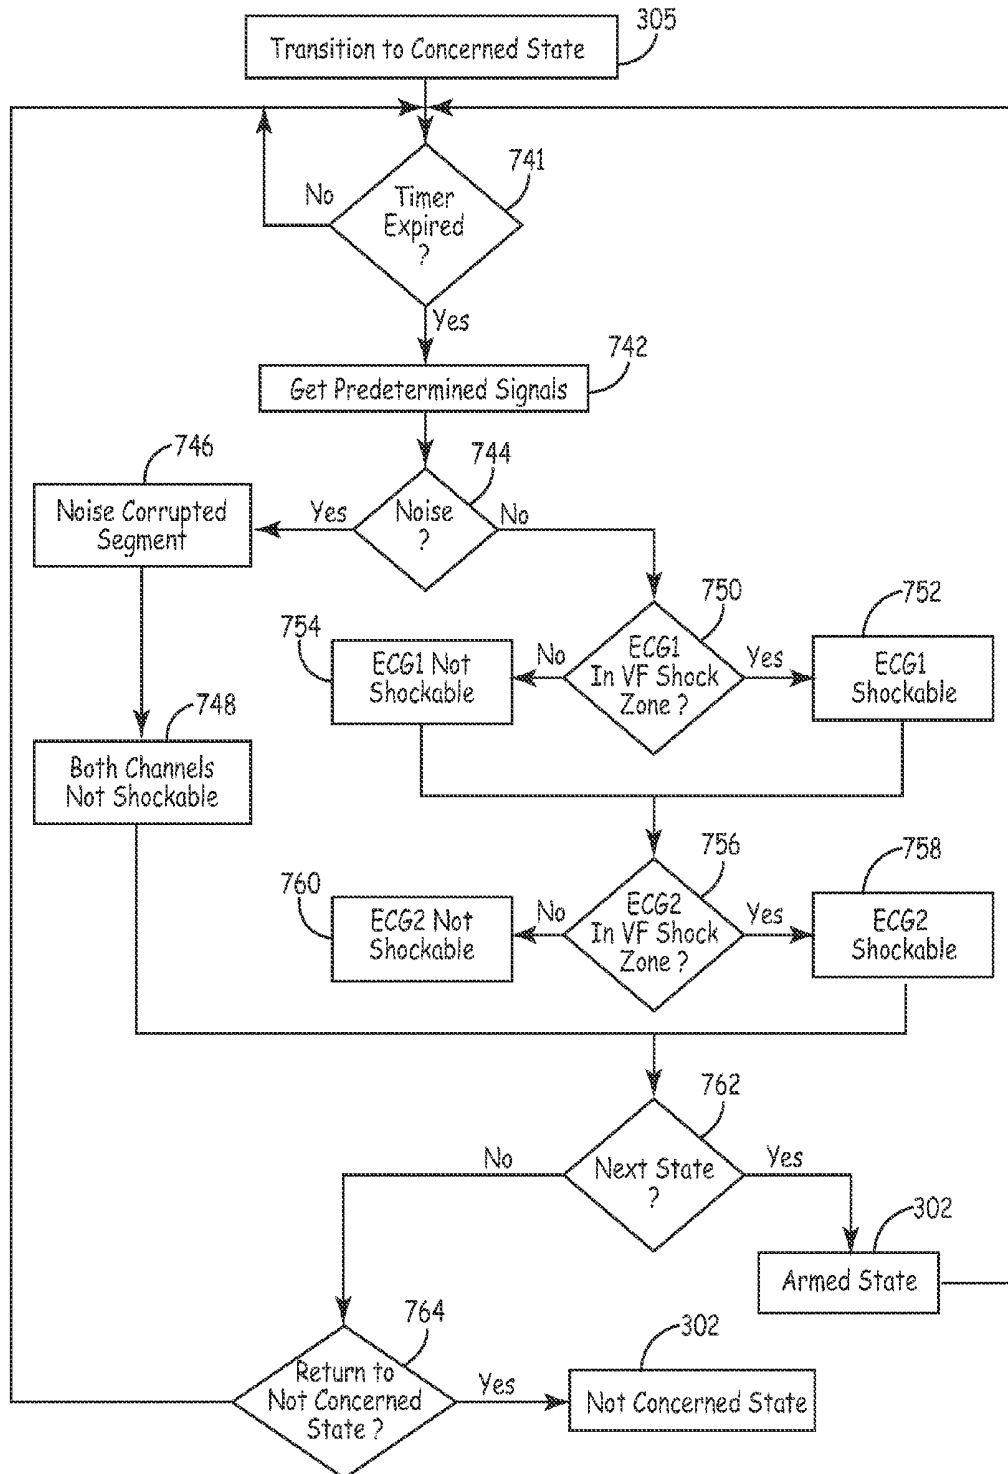 305
Transition to Concerned State
741
No
Timer
Expired
?
Yes
742
Get Predetermined Signals
746
744
Noise Corrupted
Segment
Yes
Noise
?
No
750
752
754
ECG1 Not
Shockable
No
ECG1
In VF Shock
Zone ?
Yes
ECG1
Shockable
748
Both Channels
Not Shockable
756
758
760
ECG2 Not
Shockable
No
ECG2
In VF Shock
Zone ?
Yes
ECG2
Shockable
762
No
Next State
?
Yes
302
Armed State
764
302
Return to
Not Concerned
State ?
Yes
Not Concerned State